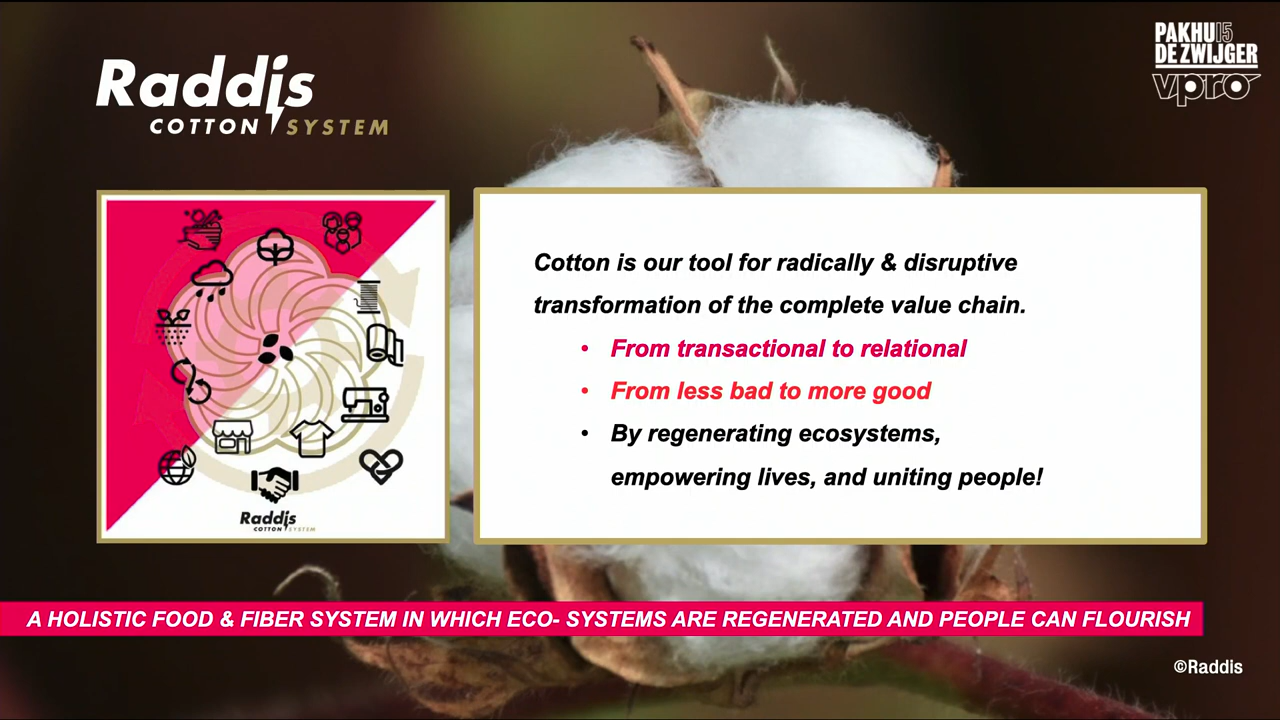 Raddis
COTTON SYSTEM
PAKHUIS
DE ZWIJGER
vpro
Cotton is our tool for radically & disruptive
transformation of the complete value chain.
• From transactional to relational
• From less bad to more good
• By regenerating ecosystems,
empowering lives, and uniting people!
Raddis
COTTON SYSTEM
A HOLISTIC FOOD & FIBER SYSTEM IN WHICH ECO- SYSTEMS ARE REGENERATED AND PEOPLE CAN FLOURISH
©Raddis